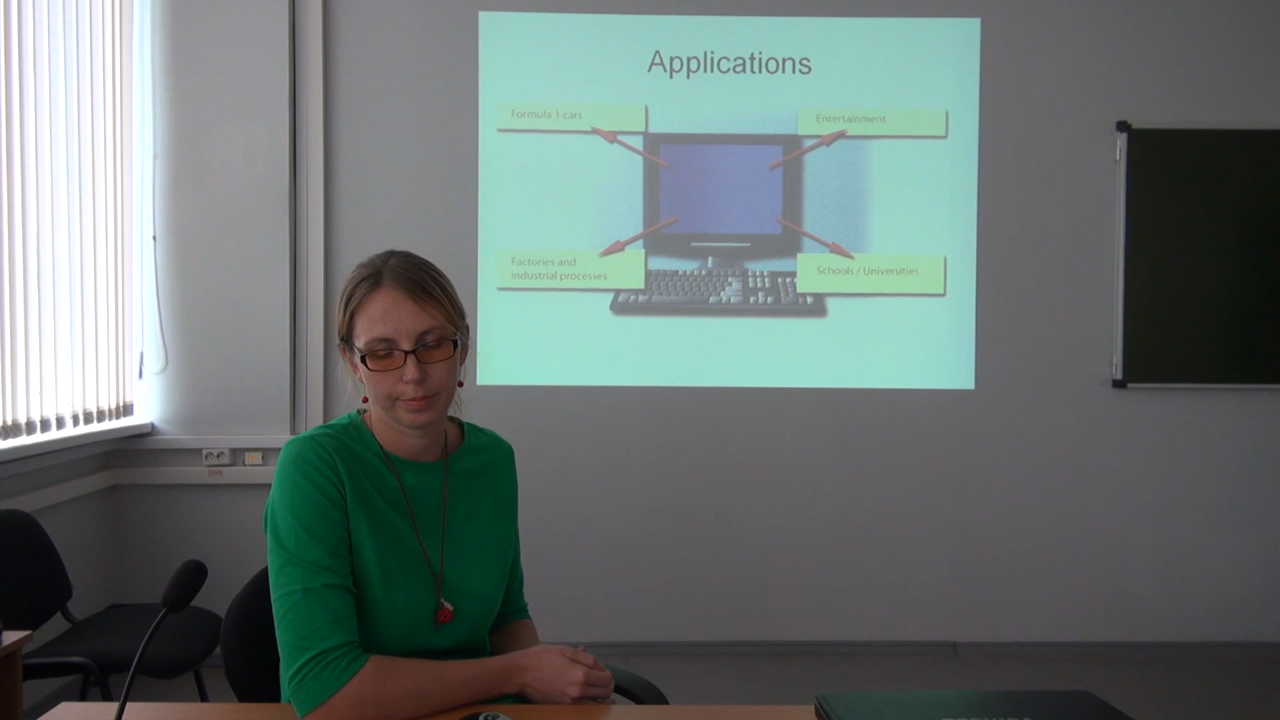 Applications
Formula 1 cars
Entertainment
Factories and
industrial processes
Schools / Universities